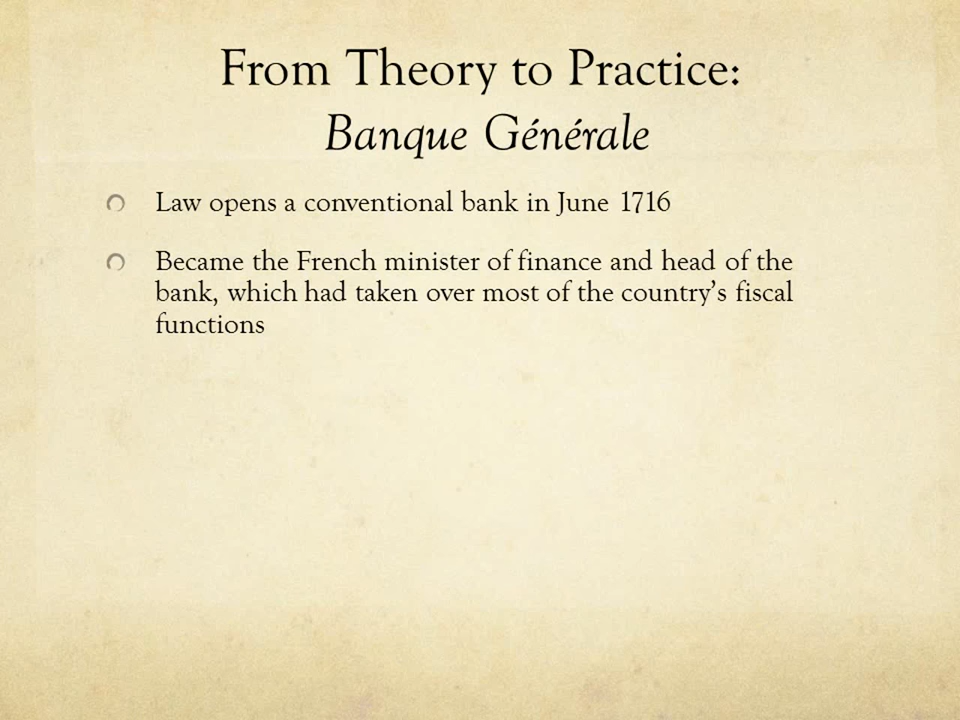 From Theory to Practice:
Banque Générale
Law opens a conventional bank in June 1716
Became the French minister of finance and head of the
bank, which had taken over most of the country’s fiscal
functions